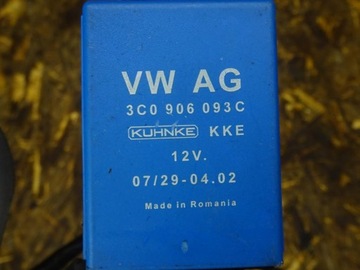 VW AG
3C0 906 093C
KUHNKE KKE
12V.
07/29-04.02
Made in Romania